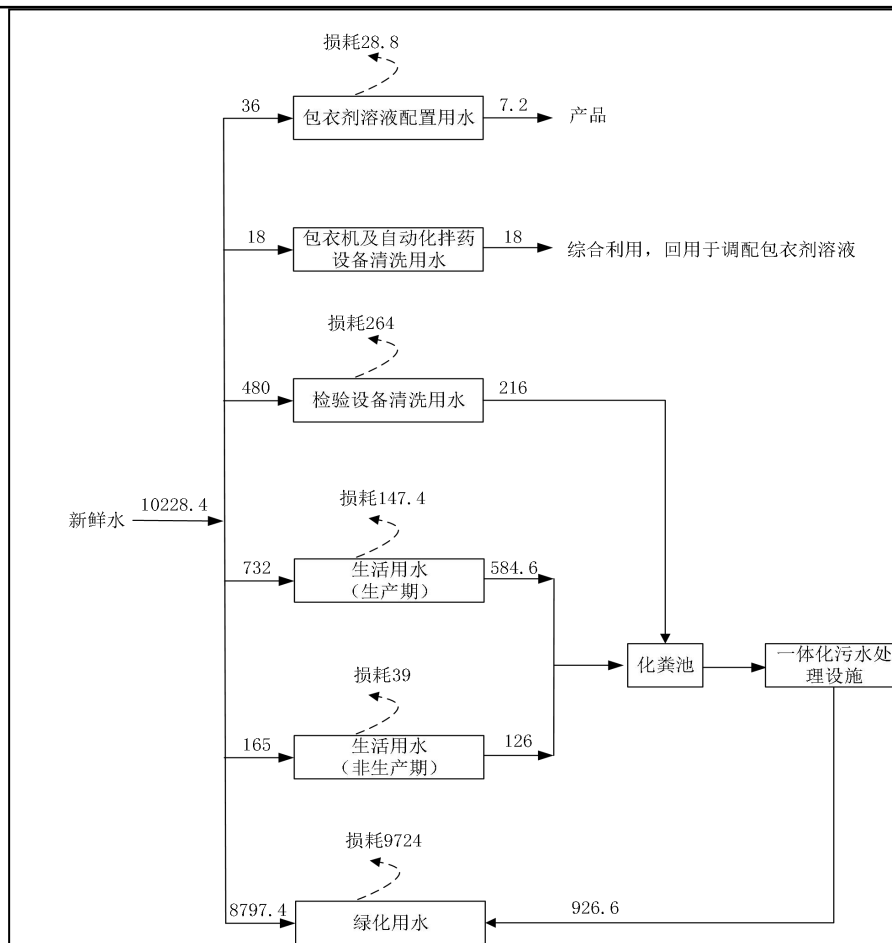 损耗28.8
36
包衣剂溶液配置用水
7.2
产品
18
包衣机及自动化拌药
设备清洗用水
18
综合利用，回用于调配包衣剂溶液
损耗264
480
检验设备清洗用水
216
新鲜水
10228.4
损耗147.4
732
生活用水
（生产期）
584.6
化粪池
一体化污水处
理设施
损耗39
165
生活用水
（非生产期）
126
损耗9724
8797.4
绿化用水
926.6